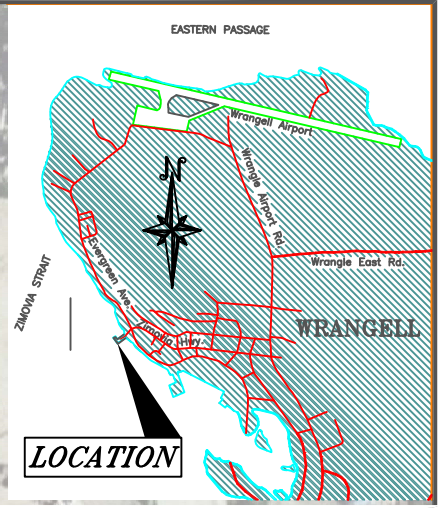 EASTERN PASSAGE
Wrangell Airport
N
Wrangle Airport Rd.
Wrangle East Rd.
Evergreen Ave.
ZIMOVIA STRAIT
Zimovia Hwy.
WRANGELL
LOCATION